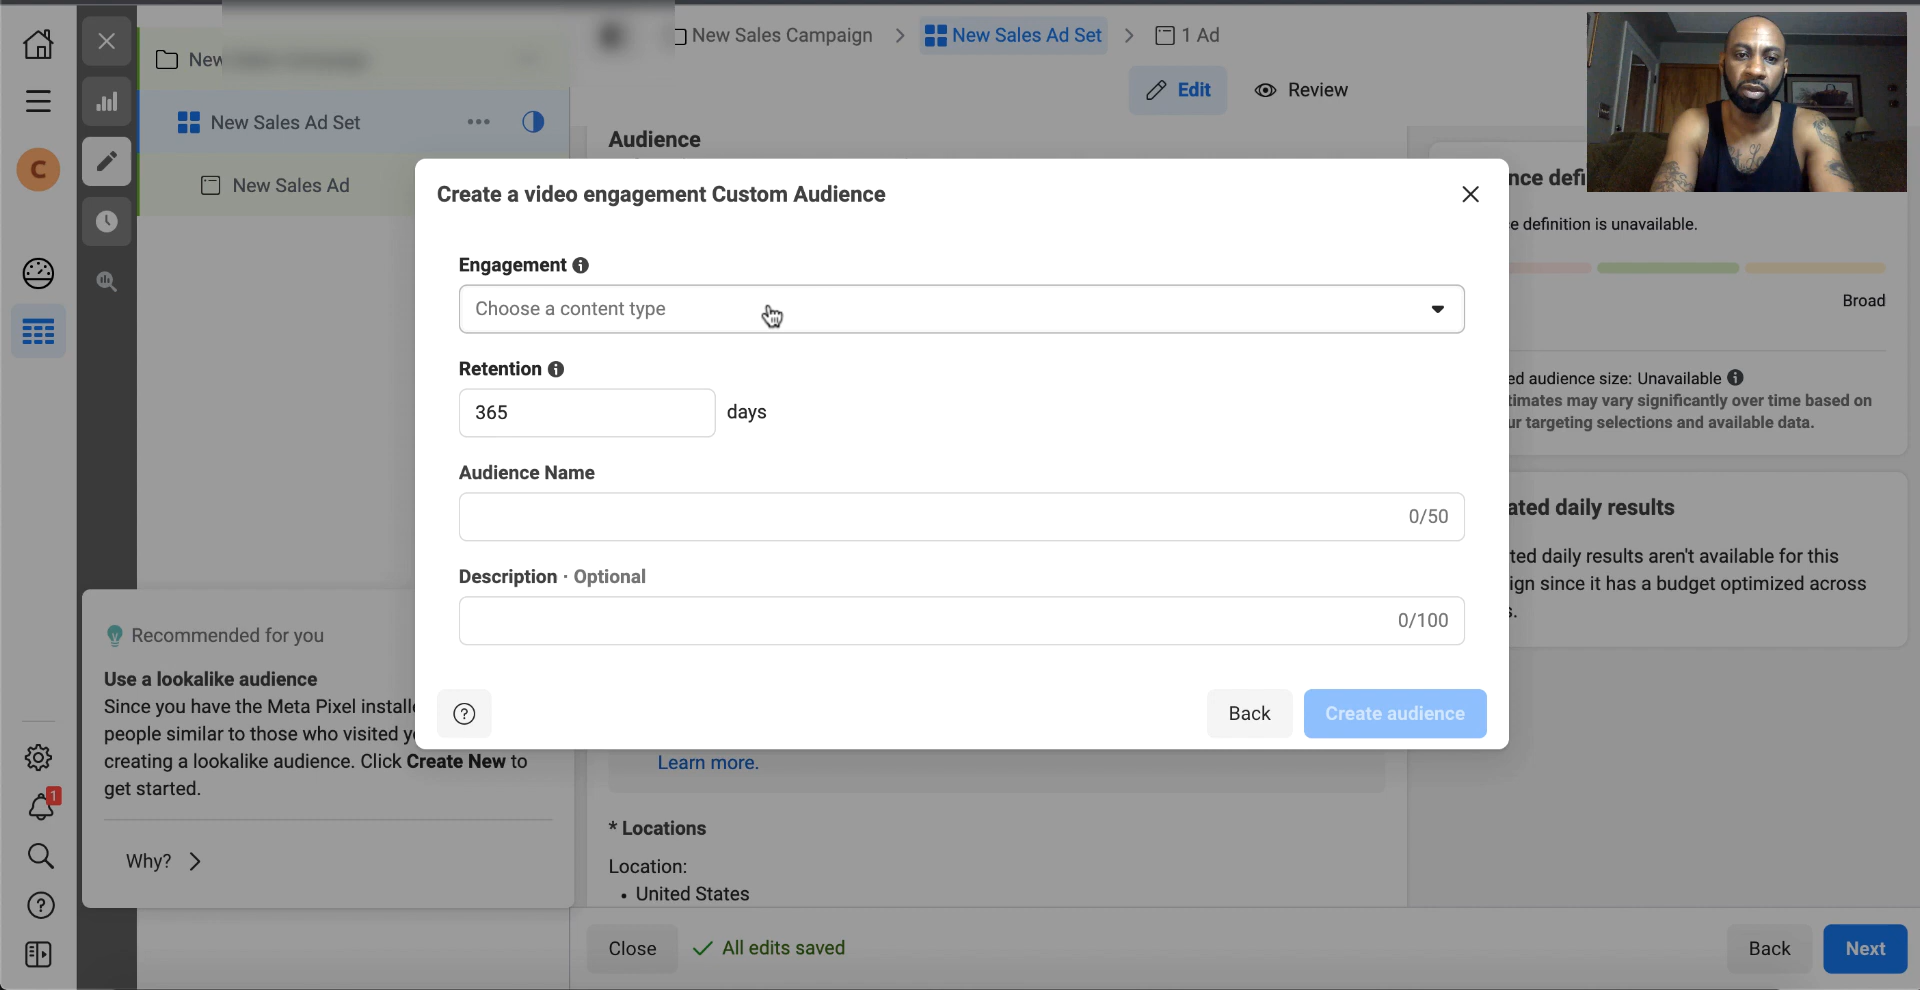 New Sales Campaign
New Sales Ad Set
1 Ad
New
Edit
Review
C
New Sales Ad Set
New Sales Ad
Audience
Create a video engagement Custom Audience
Engagement
Choose a content type
Retention
365
days
Audience Name
0/50
Description · Optional
0/100
Back
Create audience
nce defi
e definition is unavailable.
Broad
ed audience size: Unavailable
timates may vary significantly over time based on
ur targeting selections and available data.
ated daily results
ted daily results aren't available for this
ign since it has a budget optimized across
s.
Recommended for you
Use a lookalike audience
Since you have the Meta Pixel installe
people similar to those who visited yo
creating a lookalike audience. Click Create New to
get started.
Why?
1
Learn more.
* Locations
Location:
• United States
Close
All edits saved
Back
Next